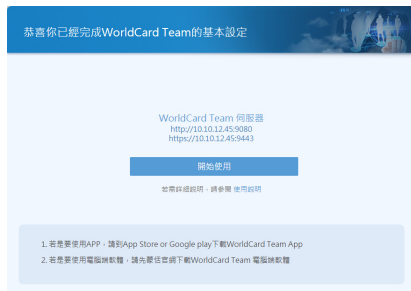 恭喜你已經完成WorldCard Team的基本設定
WorldCard Team 伺服器
http://10.10.12.45:9080
https://10.10.12.45:9443
開始使用
若需詳細說明，請參閱 使用說明
1. 若是要使用APP，請到App Store or Google play下載WorldCard Team App
2. 若是要使用電腦端軟體，請先蒙恬官網下載WorldCard Team 電腦端軟體